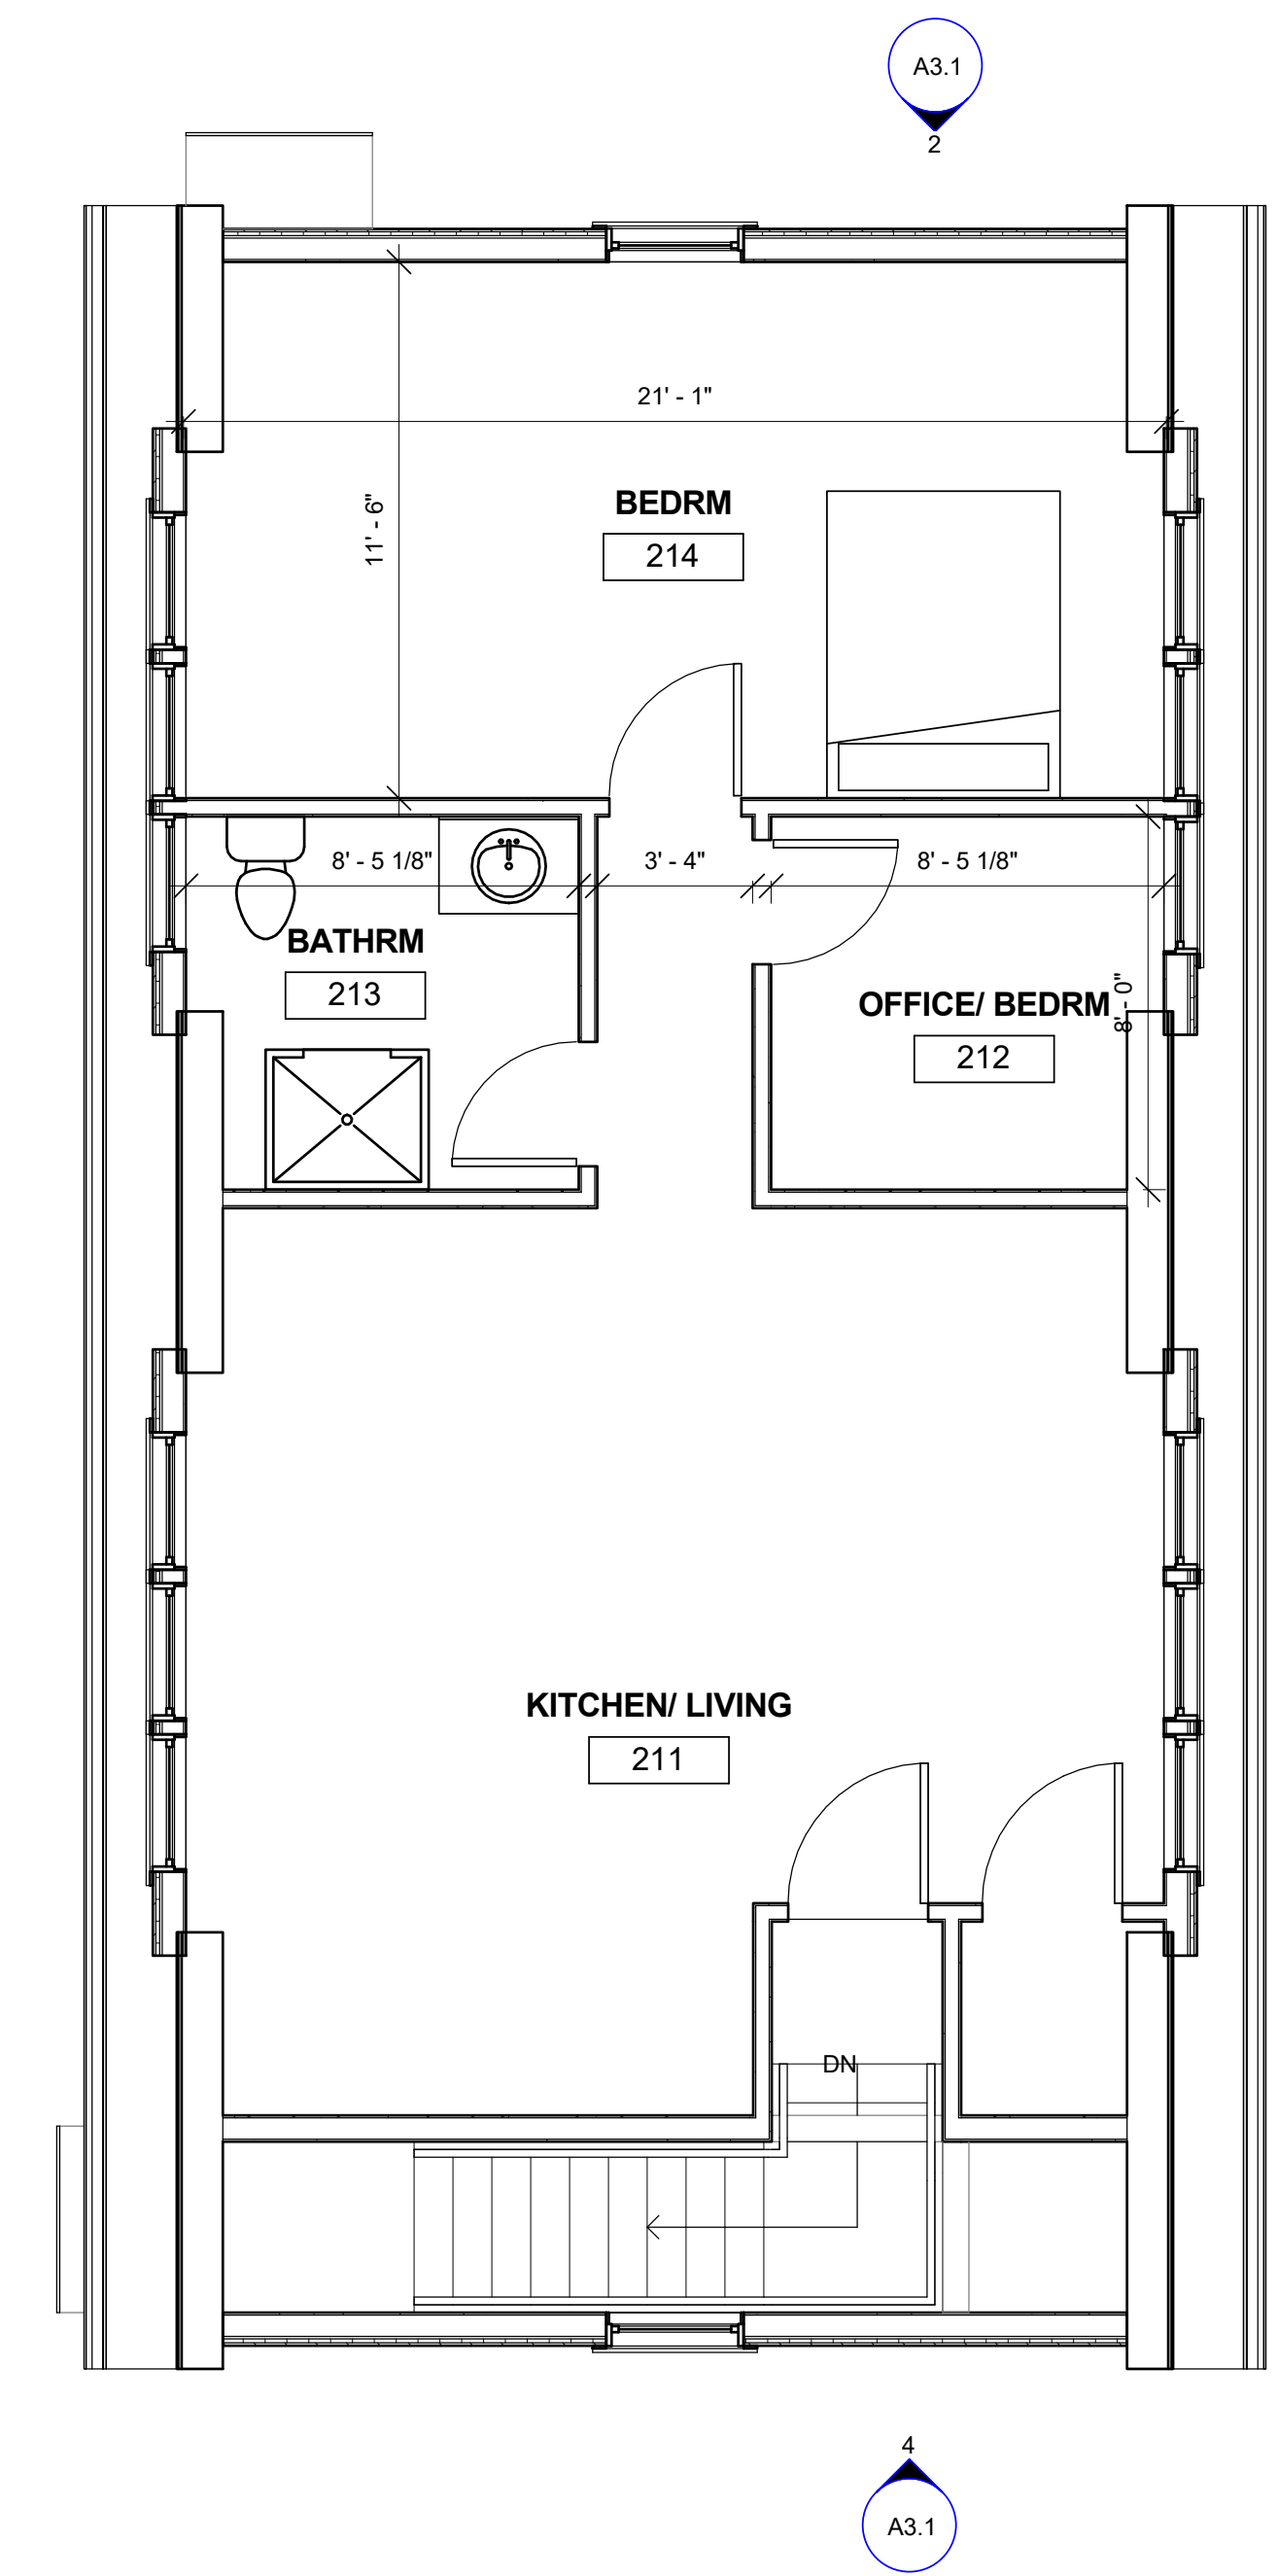 A3.1
2
21' - 1"
11' - 6"
BEDRM
214
8' - 5 1/8"
3' - 4"
8' - 5 1/8"
BATHRM
213
OFFICE/ BEDRM
8' - 0"
212
KITCHEN/ LIVING
211
DN
4
A3.1